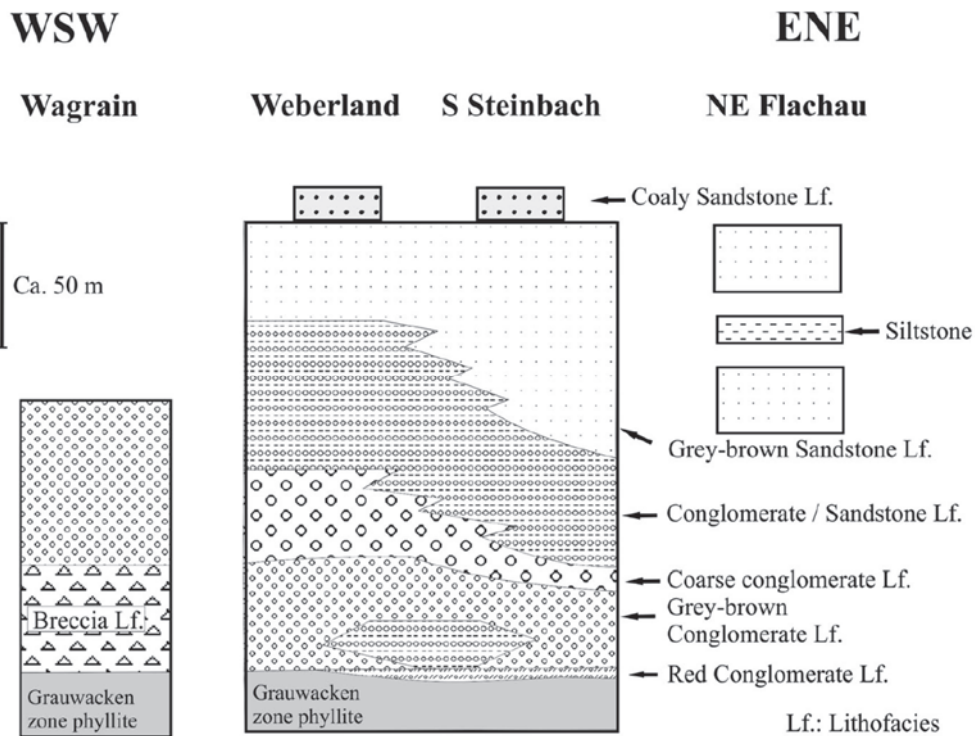 WSW
ENE
Wagrain
Weberland
S Steinbach
NE Flachau
Coaly Sandstone Lf.
Ca. 50 m
Siltstone
Grey-brown Sandstone Lf.
Conglomerate / Sandstone Lf.
Coarse conglomerate Lf.
Grey-brown
Conglomerate Lf.
Breccia Lf.
Red Conglomerate Lf.
Grauwacken
zone phyllite
Grauwacken
zone phyllite
Lf.: Lithofacies